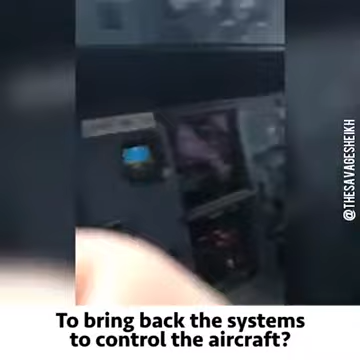 @THESAVAGESHEIKH
To bring back the systems
to control the aircraft?